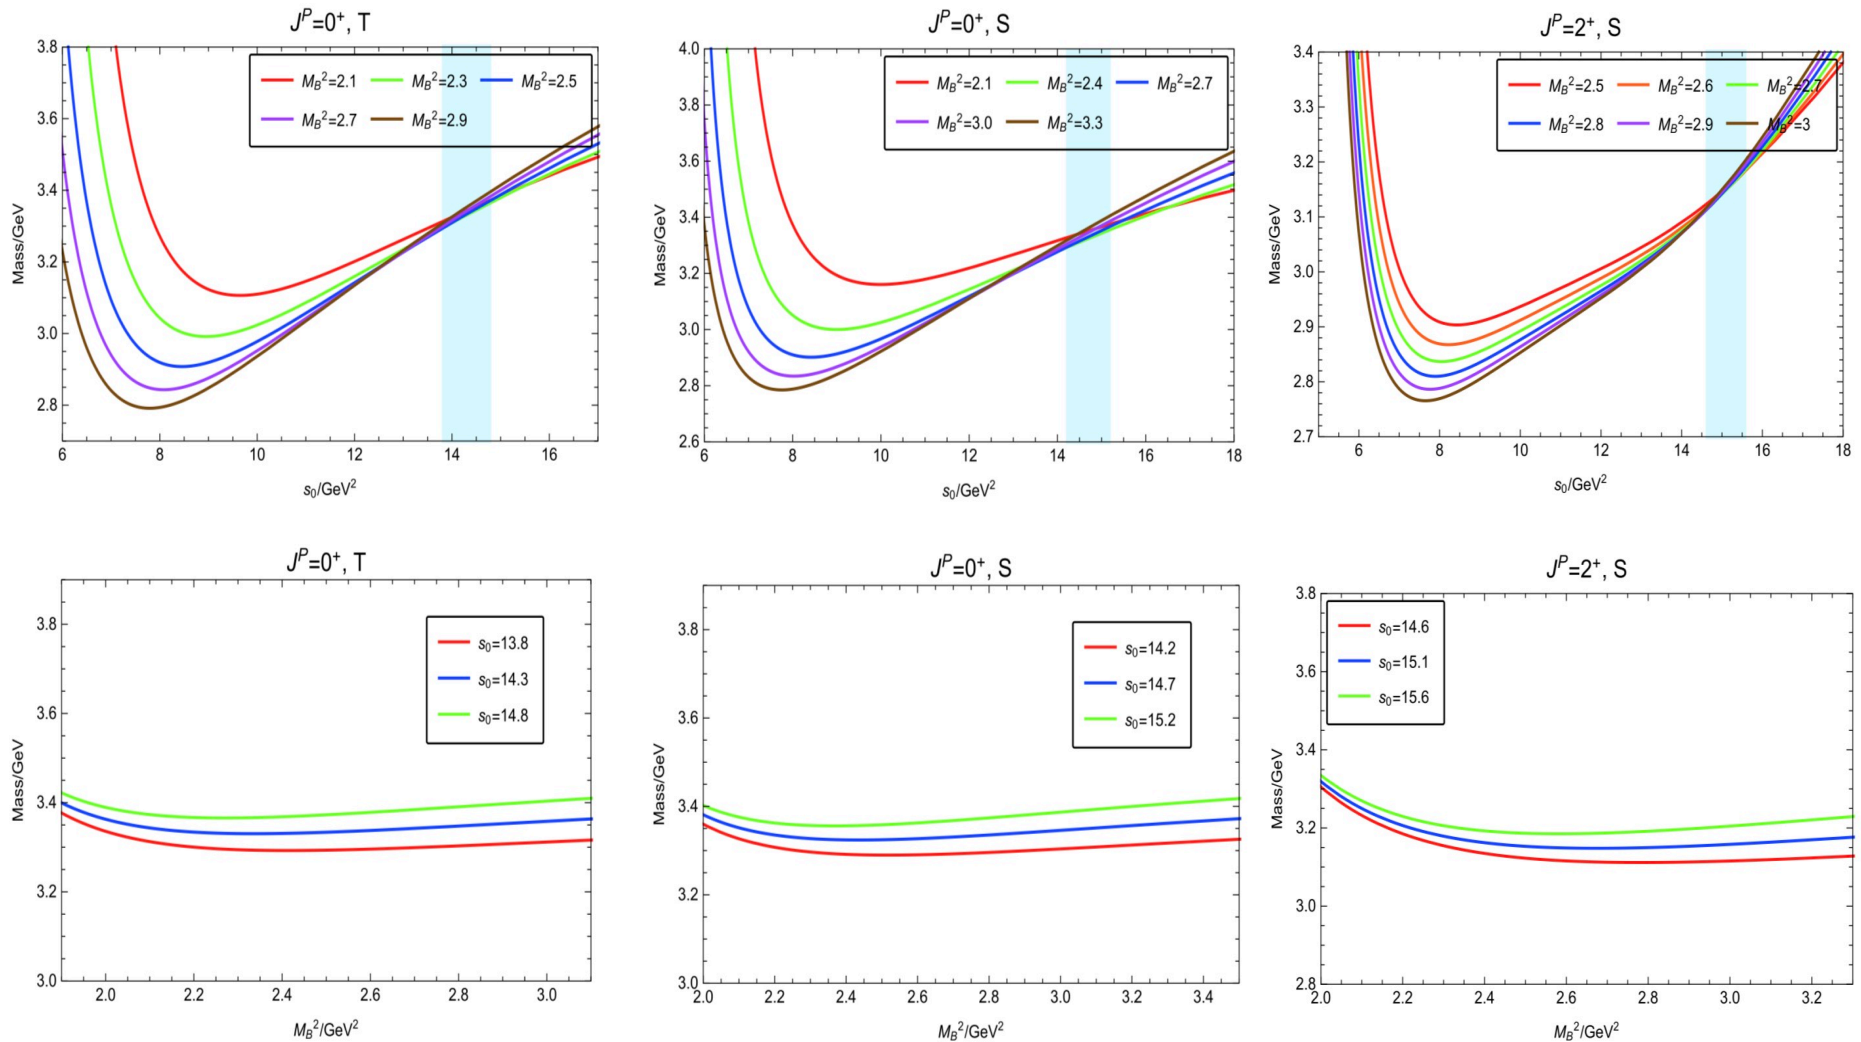 J^P=0^+, T
3.8
3.6
3.4
3.2
3.0
2.8
Mass/GeV
M_B^2=2.1 M_B^2=2.3 M_B^2=2.5
M_B^2=2.7 M_B^2=2.9
6 8 10 12 14 16
s_0/GeV^2
J^P=0^+, S
4.0
3.8
3.6
3.4
3.2
3.0
2.8
2.6
Mass/GeV
M_B^2=2.1 M_B^2=2.4 M_B^2=2.7
M_B^2=3.0 M_B^2=3.3
6 8 10 12 14 16 18
s_0/GeV^2
J^P=2^+, S
3.4
3.3
3.2
3.1
3.0
2.9
2.8
2.7
Mass/GeV
M_B^2=2.5 M_B^2=2.6 M_B^2=2.7
M_B^2=2.8 M_B^2=2.9 M_B^2=3
6 8 10 12 14 16 18
s_0/GeV^2
J^P=0^+, T
3.8
3.6
3.4
3.2
3.0
Mass/GeV
s_0=13.8
s_0=14.3
s_0=14.8
2.0 2.2 2.4 2.6 2.8 3.0
M_B^2/GeV^2
J^P=0^+, S
3.8
3.6
3.4
3.2
3.0
Mass/GeV
s_0=14.2
s_0=14.7
s_0=15.2
2.0 2.2 2.4 2.6 2.8 3.0 3.2 3.4
M_B^2/GeV^2
J^P=2^+, S
3.8
3.6
3.4
3.2
3.0
2.8
Mass/GeV
s_0=14.6
s_0=15.1
s_0=15.6
2.0 2.2 2.4 2.6 2.8 3.0 3.2
M_B^2/GeV^2